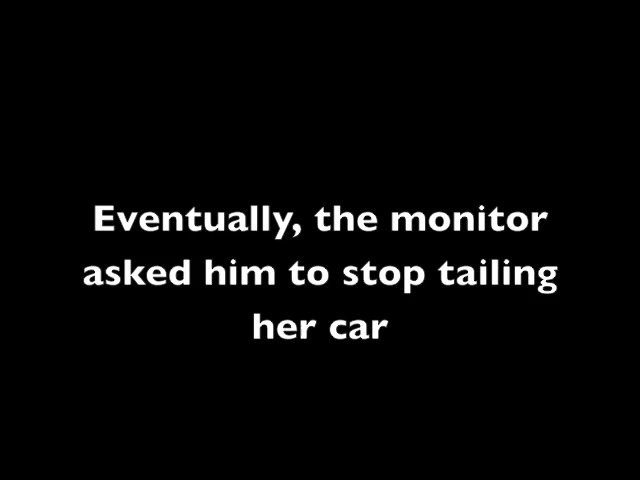 Eventually, the monitor
asked him to stop tailing
her car